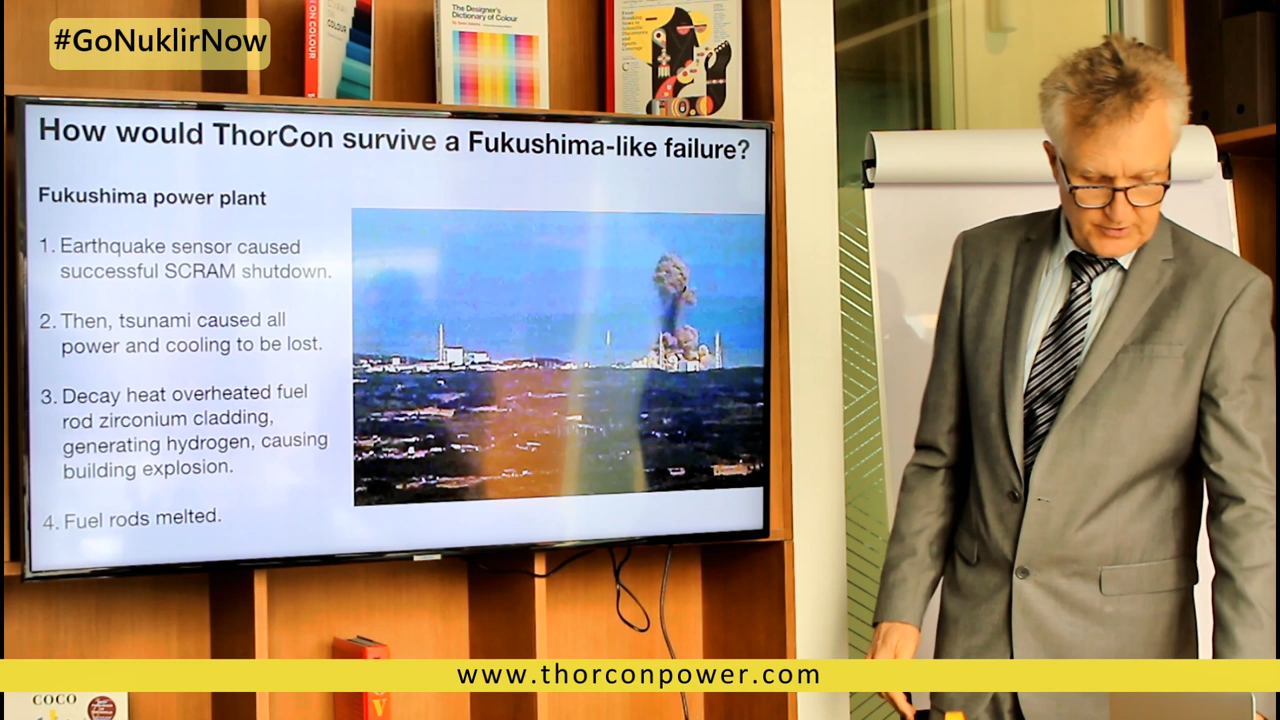 #GoNuklirNow
The Designer's
Dictionary of Colour
How would ThorCon survive a Fukushima-like failure?
Fukushima power plant
1. Earthquake sensor caused
successful SCRAM shutdown.
2. Then, tsunami caused all
power and cooling to be lost.
3. Decay heat overheated fuel
rod zirconium cladding,
generating hydrogen, causing
building explosion.
4. Fuel rods melted.
www.thorconpower.com
COCO